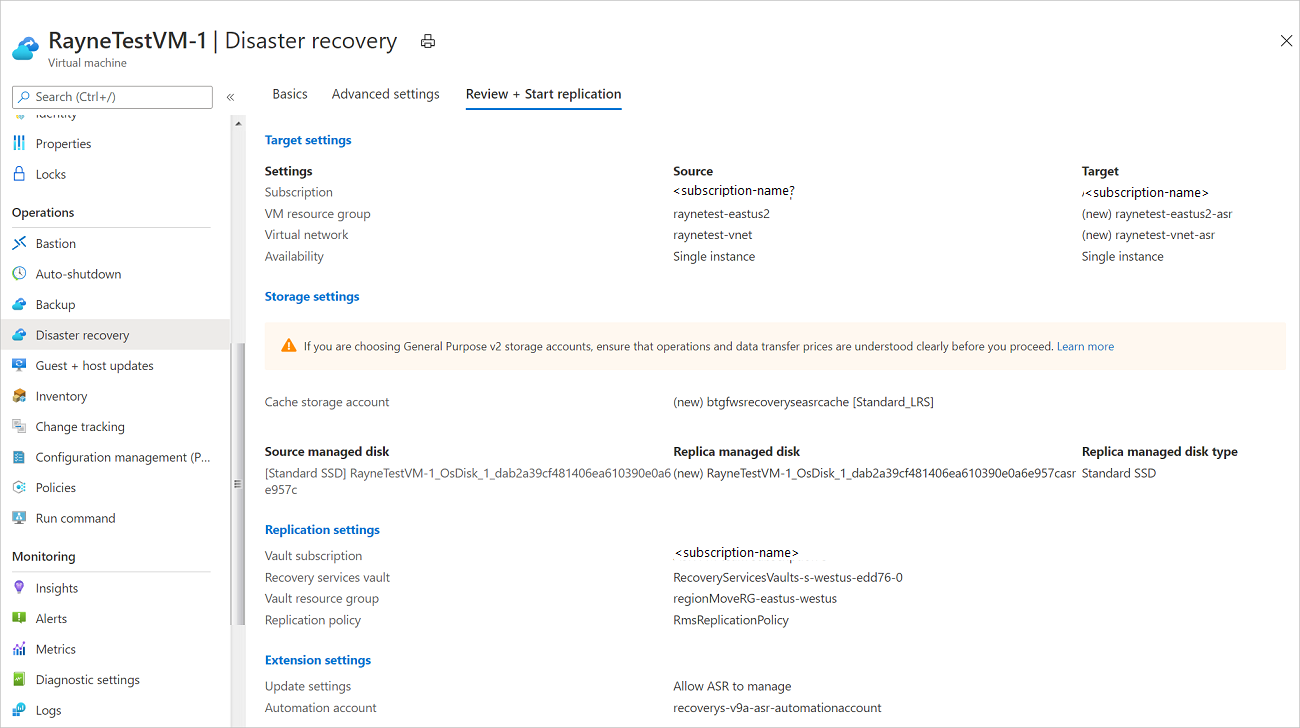 RayneTestVM-1 | Disaster recovery
Virtual machine
Search (Ctrl+/)
«
Identity
Properties
Locks
Operations
Bastion
Auto-shutdown
Backup
Disaster recovery
Guest + host updates
Inventory
Change tracking
Configuration management (P...
Policies
Run command
Monitoring
Insights
Alerts
Metrics
Diagnostic settings
Logs
Basics Advanced settings Review + Start replication
Target settings
Settings Source Target
Subscription <subscription-name? <subscription-name>
VM resource group raynetest-eastus2 (new) raynetest-eastus2-asr
Virtual network raynetest-vnet (new) raynetest-vnet-asr
Availability Single instance Single instance
Storage settings
If you are choosing General Purpose v2 storage accounts, ensure that operations and data transfer prices are understood clearly before you proceed. Learn more
Cache storage account (new) btgfwsrecoveryseasrcache [Standard_LRS]
Source managed disk Replica managed disk Replica managed disk type
[Standard SSD] RayneTestVM-1_OsDisk_1_dab2a39cf481406ea610390e0a6 (new) RayneTestVM-1_OsDisk_1_dab2a39cf481406ea610390e0a6e957casr Standard SSD
e957c
Replication settings
Vault subscription <subscription-name>
Recovery services vault RecoveryServicesVaults-s-westus-edd76-0
Vault resource group regionMoveRG-eastus-westus
Replication policy RmsReplicationPolicy
Extension settings
Update settings Allow ASR to manage
Automation account recoverys-v9a-asr-automationaccount